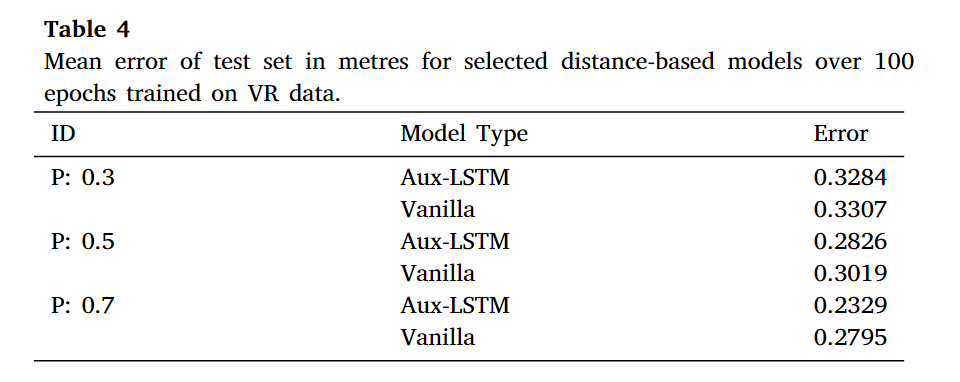 Table 4
Mean error of test set in metres for selected distance-based models over 100
epochs trained on VR data.
ID Model Type Error
P: 0.3 Aux-LSTM 0.3284
Vanilla 0.3307
P: 0.5 Aux-LSTM 0.2826
Vanilla 0.3019
P: 0.7 Aux-LSTM 0.2329
Vanilla 0.2795